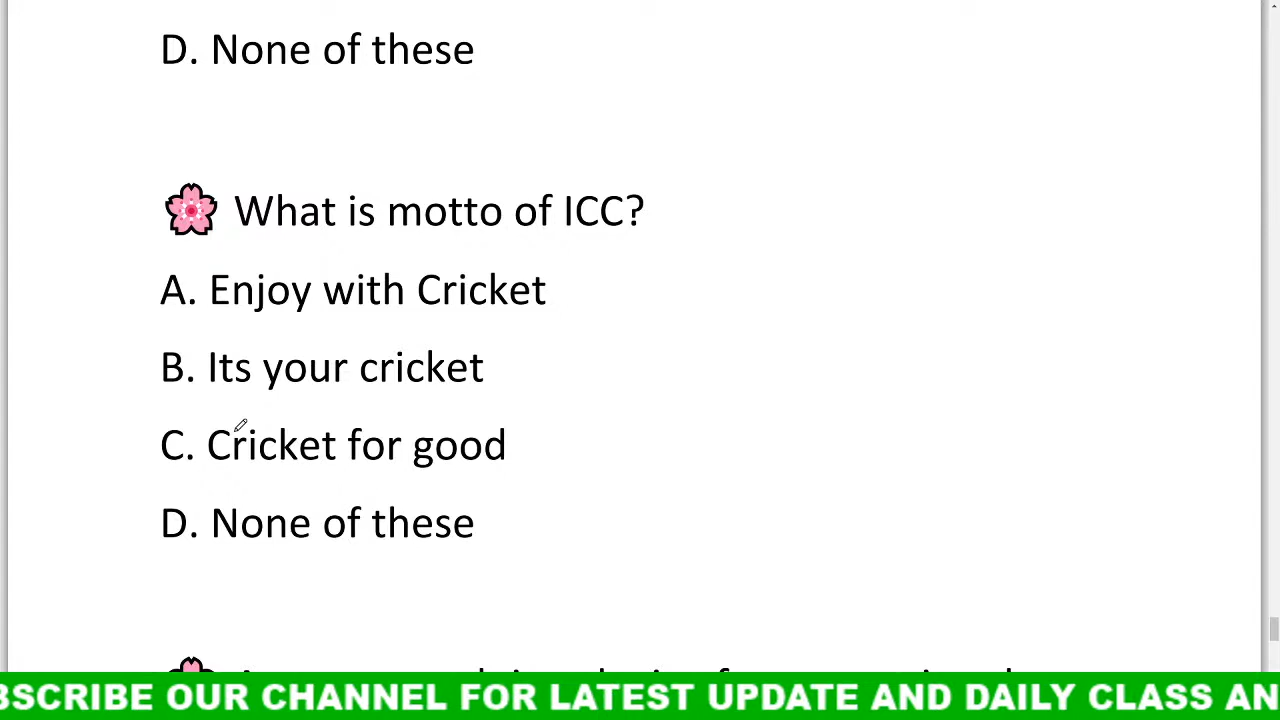 D. None of these
🌸 What is motto of ICC?
A. Enjoy with Cricket
B. Its your cricket
C. Cricket for good
D. None of these
BSCRIBE OUR CHANNEL FOR LATEST UPDATE AND DAILY CLASS AN